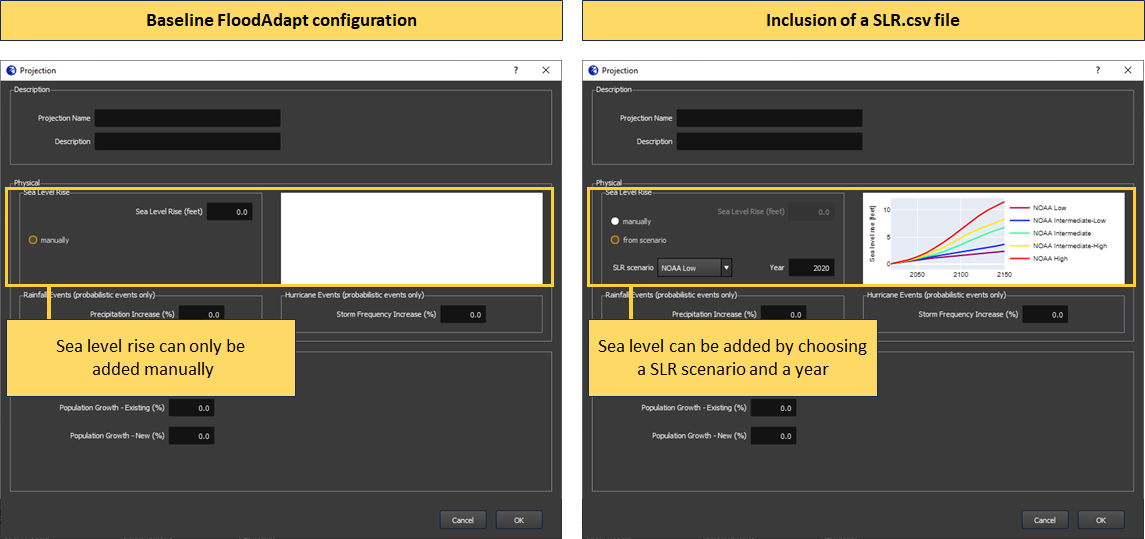 Baseline FloodAdapt configuration
Projection
?
Description
Projection Name
Description
Physical
Sea Level Rise
Sea Level Rise (feet) 0.0
manually
Rainfall Events (probabilistic events only)
Hurricane Events (probabilistic events only)
Precipitation Increase (%) 0.0
Storm Frequency Increase (%) 0.0
Sea level rise can only be
added manually
Population Growth - Existing (%) 0.0
Population Growth - New (%) 0.0
Cancel
OK
Inclusion of a SLR.csv file
Projection
?
Description
Projection Name
Description
Physical
Sea Level Rise
Sea Level Rise (feet) 0.0
manually
from scenario
SLR scenario NOAA Low Year 2020
Sea level rise [feet]
10
5
0
2050 2100 2150
NOAA Low
NOAA Intermediate-Low
NOAA Intermediate
NOAA Intermediate-High
NOAA High
Rainfall Events (probabilistic events only)
Hurricane Events (probabilistic events only)
Precipitation Increase (%) 0.0
Storm Frequency Increase (%) 0.0
Sea level can be added by choosing
a SLR scenario and a year
Population Growth - Existing (%) 0.0
Population Growth - New (%) 0.0
Cancel
OK